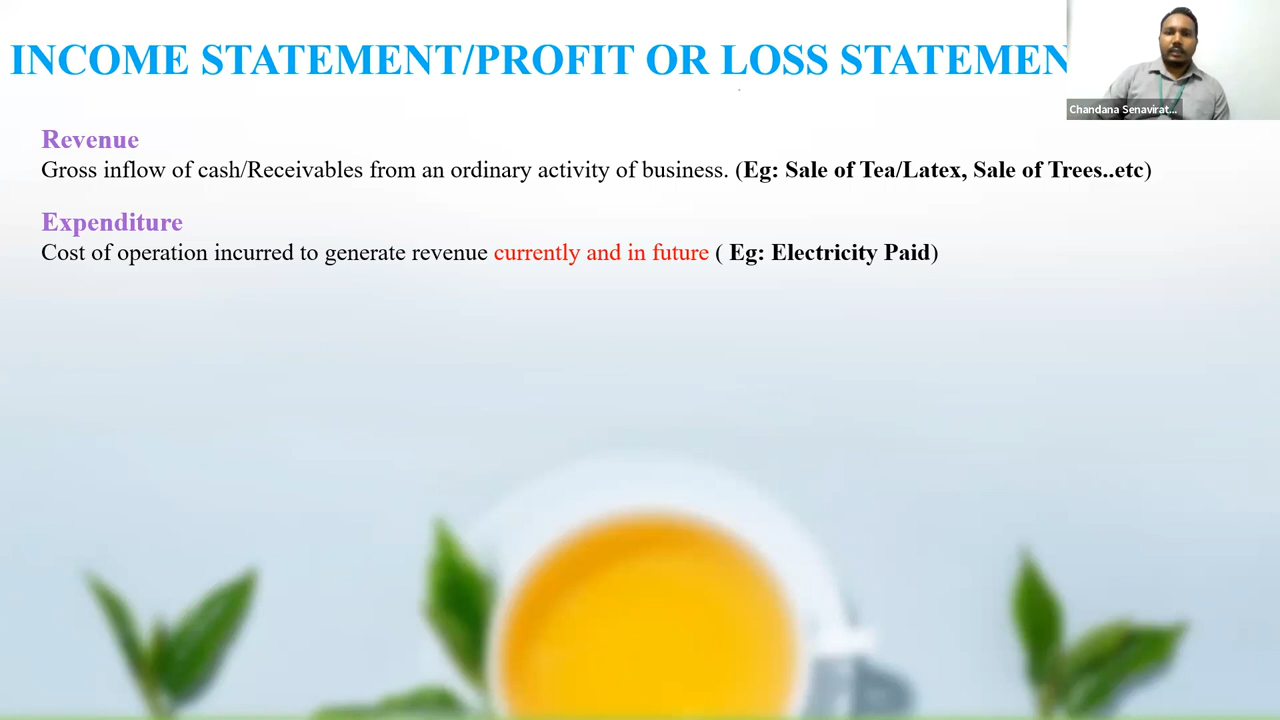 INCOME STATEMENT/PROFIT OR LOSS STATEMEN
Chandana Senavirat...
Revenue
Gross inflow of cash/Receivables from an ordinary activity of business. (Eg: Sale of Tea/Latex, Sale of Trees..etc)
Expenditure
Cost of operation incurred to generate revenue currently and in future ( Eg: Electricity Paid)